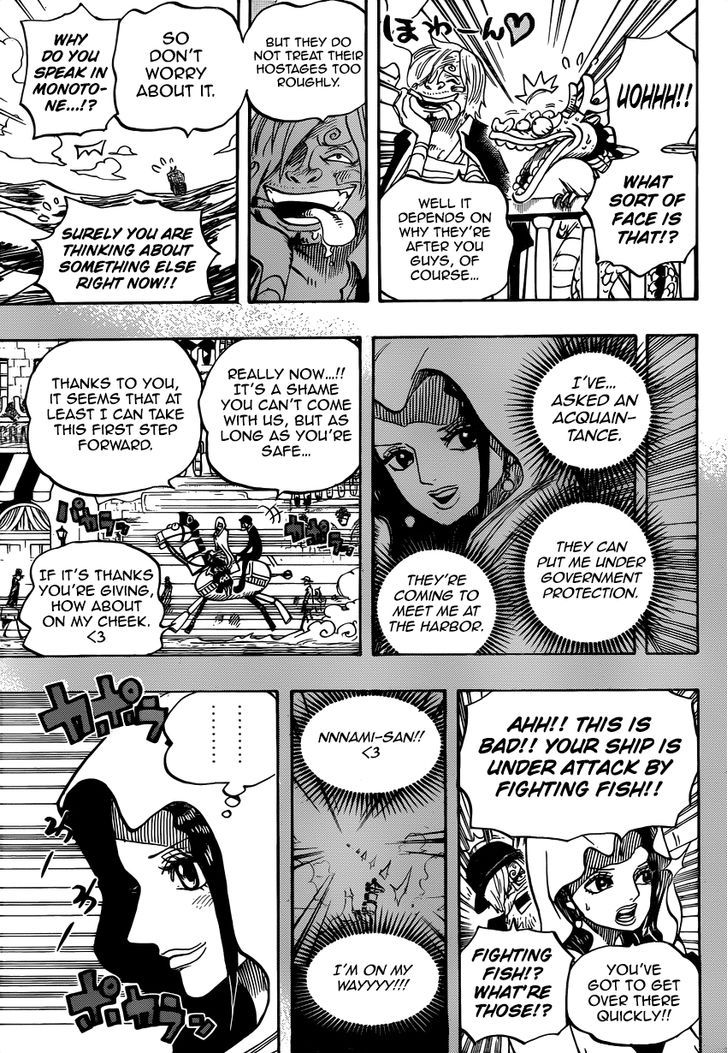 ほわーん♡
UOHHH!!
WHAT
SORT OF
FACE IS
THAT!?
WELL IT
DEPENDS ON
WHY THEY'RE
AFTER YOU
GUYS, OF
COURSE...
BUT THEY DO
NOT TREAT THEIR
HOSTAGES TOO
ROUGHLY.
SO
DON'T
WORRY
ABOUT IT.
WHY
DO YOU
SPEAK IN
MONOTO-
NE...!?
SURELY YOU ARE
THINKING ABOUT
SOMETHING ELSE
RIGHT NOW!!
I'VE...
ASKED AN
ACQUAIN-
TANCE.
THEY CAN
PUT ME UNDER
GOVERNMENT
PROTECTION.
THEY'RE
COMING TO
MEET ME AT
THE HARBOR.
REALLY NOW...!!
IT'S A SHAME
YOU CAN'T COME
WITH US, BUT AS
LONG AS YOU'RE
SAFE...
THANKS TO YOU,
IT SEEMS THAT AT
LEAST I CAN TAKE
THIS FIRST STEP
FORWARD.
パカラッ
IF IT'S THANKS
YOU'RE GIVING,
HOW ABOUT
ON MY CHEEK.
<3
AHH!! THIS IS
BAD!! YOUR SHIP IS
UNDER ATTACK BY
FIGHTING FISH!!
FIGHTING
FISH!?
WHAT'RE
THOSE!?
YOU'VE
GOT TO GET
OVER THERE
QUICKLY!!
NNNAMI-SAN!!
<3
I'M ON MY
WAYYYY!!!
カポラ